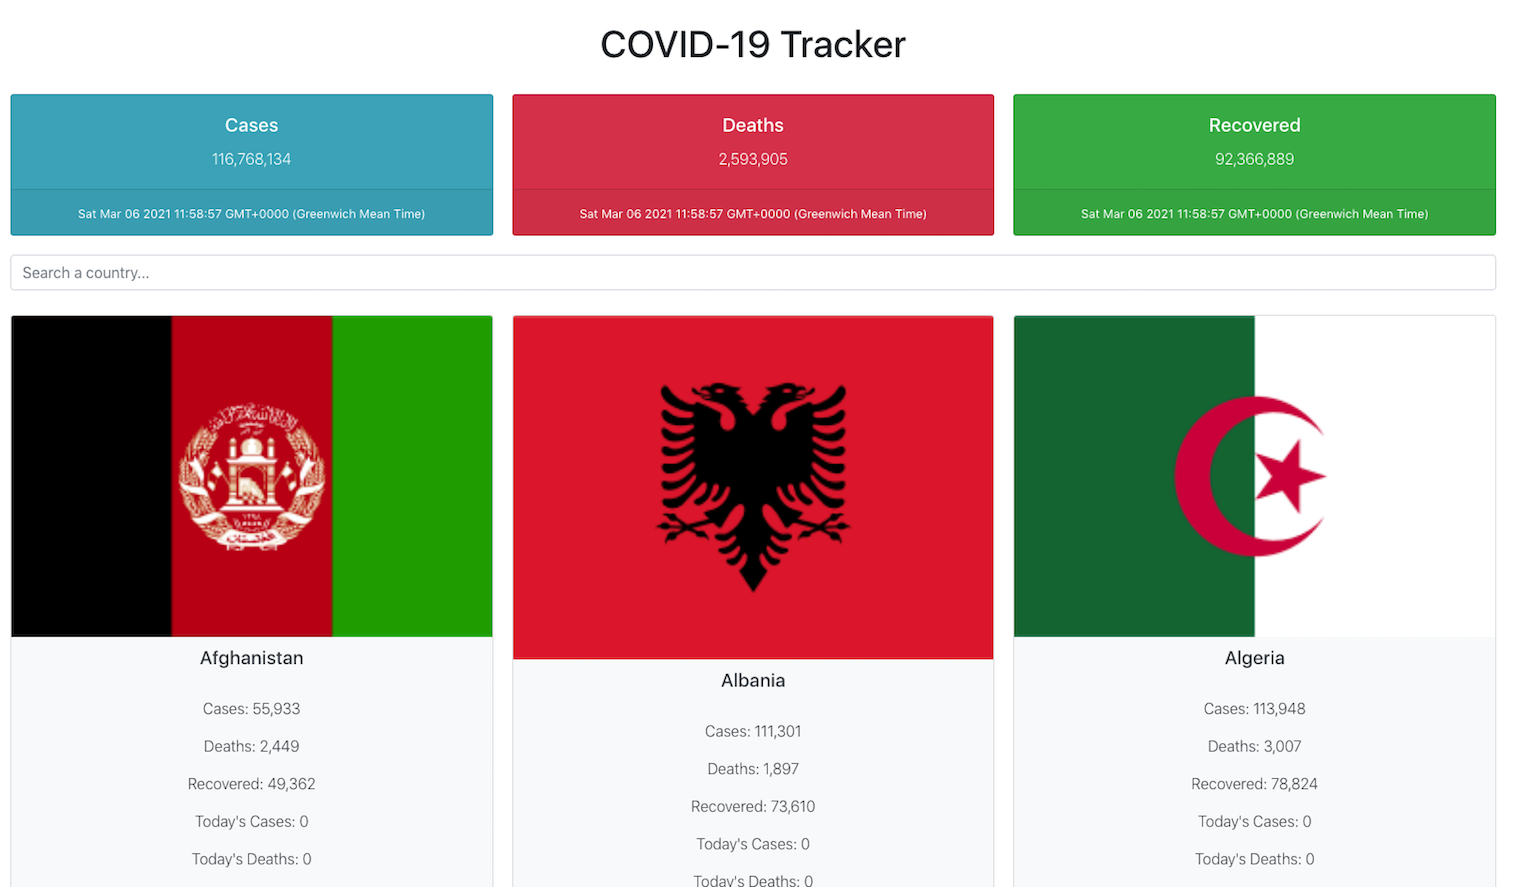 COVID-19 Tracker
Cases
116,768,134
Sat Mar 06 2021 11:58:57 GMT+0000 (Greenwich Mean Time)
Deaths
2,593,905
Sat Mar 06 2021 11:58:57 GMT+0000 (Greenwich Mean Time)
Recovered
92,366,889
Sat Mar 06 2021 11:58:57 GMT+0000 (Greenwich Mean Time)
Search a country...
Afghanistan
Cases: 55,933
Deaths: 2,449
Recovered: 49,362
Today's Cases: 0
Today's Deaths: 0
Albania
Cases: 111,301
Deaths: 1,897
Recovered: 73,610
Today's Cases: 0
Today's Deaths: 0
Algeria
Cases: 113,948
Deaths: 3,007
Recovered: 78,824
Today's Cases: 0
Today's Deaths: 0